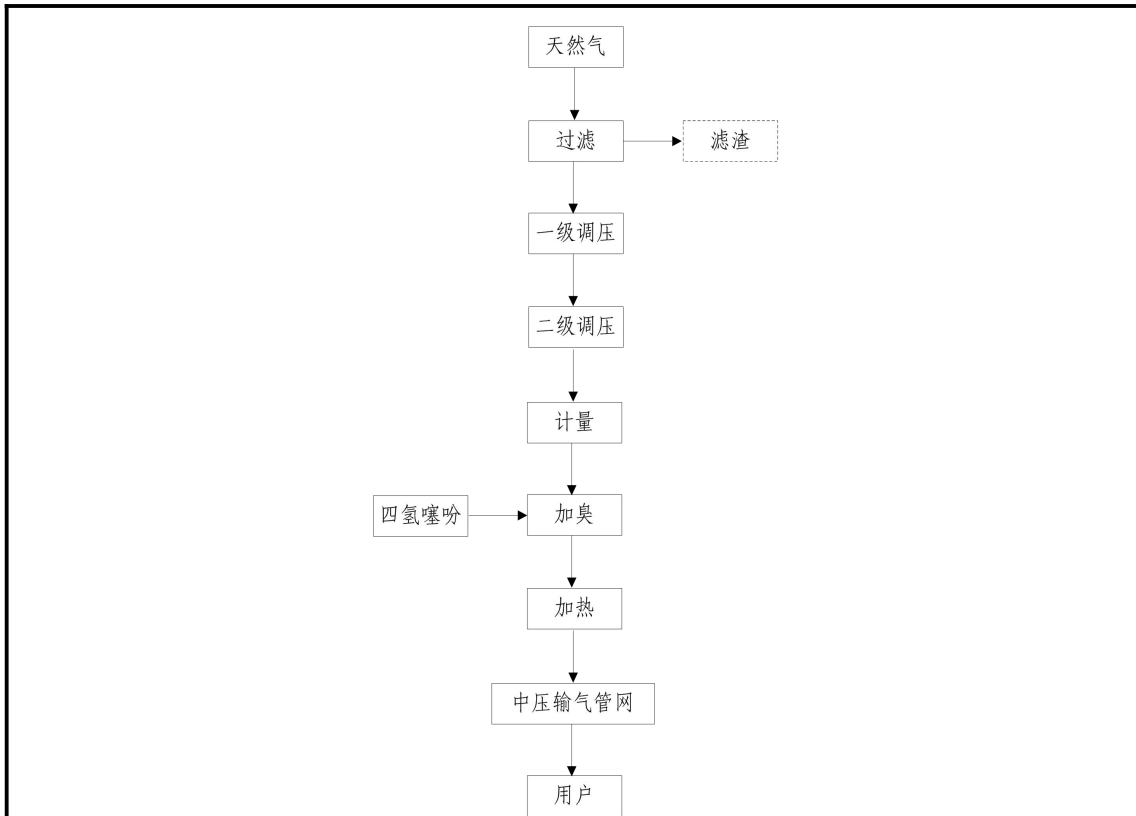 天然气
过滤
滤渣
一级调压
二级调压
计量
四氢噻吩
加臭
加热
中压输气管网
用户